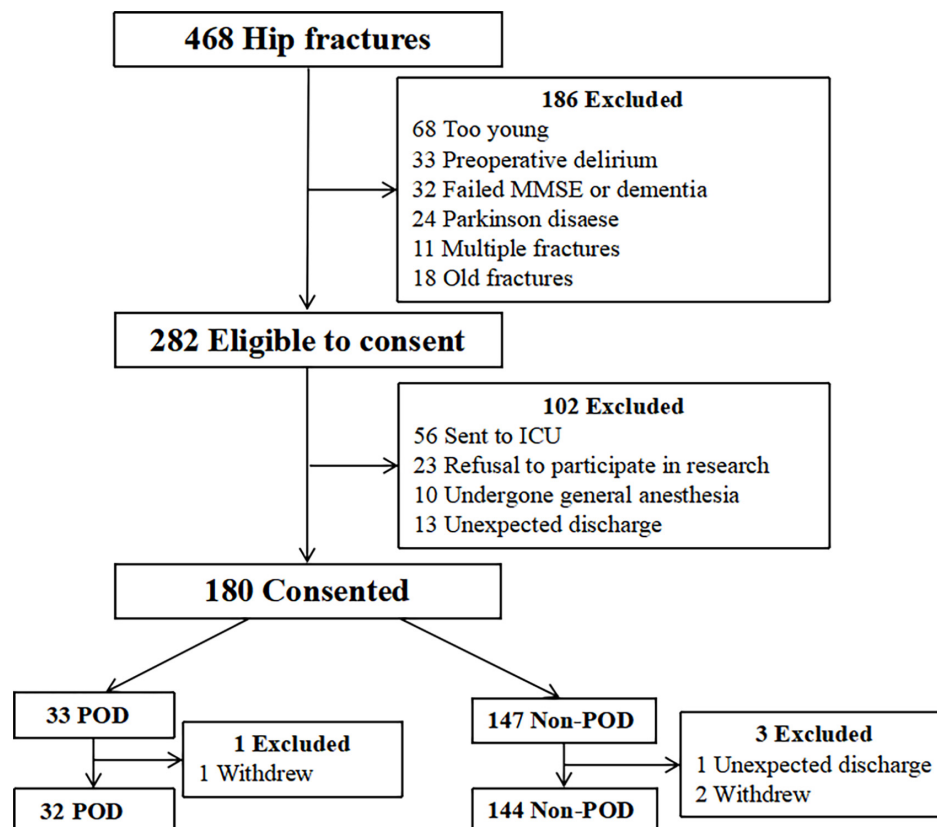 468 Hip fractures
186 Excluded
68 Too young
33 Preoperative delirium
32 Failed MMSE or dementia
24 Parkinson disaese
11 Multiple fractures
18 Old fractures
282 Eligible to consent
102 Excluded
56 Sent to ICU
23 Refusal to participate in research
10 Undergone general anesthesia
13 Unexpected discharge
180 Consented
33 POD
1 Excluded
1 Withdrew
32 POD
147 Non-POD
3 Excluded
1 Unexpected discharge
2 Withdrew
144 Non-POD